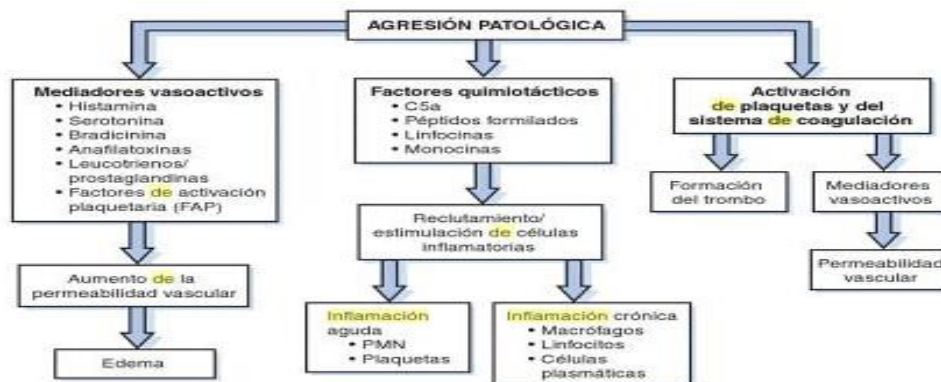 AGRESIÓN PATOLÓGICA
Mediadores vasoactivos
• Histamina
• Serotonina
• Bradicinina
• Anafilatoxinas
• Leucotrienos/
prostaglandinas
• Factores de activación
plaquetaria (FAP)
Aumento de la
permeabilidad vascular
Edema
Factores quimiotácticos
• C5a
• Péptidos formilados
• Linfocinas
• Monocinas
Reclutamiento/
estimulación de células
inflamatorias
Inflamación
aguda
• PMN
• Plaquetas
Inflamación crónica
• Macrófagos
• Linfocitos
• Células
plasmáticas
Activación
de plaquetas y del
sistema de coagulación
Formación
del trombo
Mediadores
vasoactivos
Permeabilidad
vascular